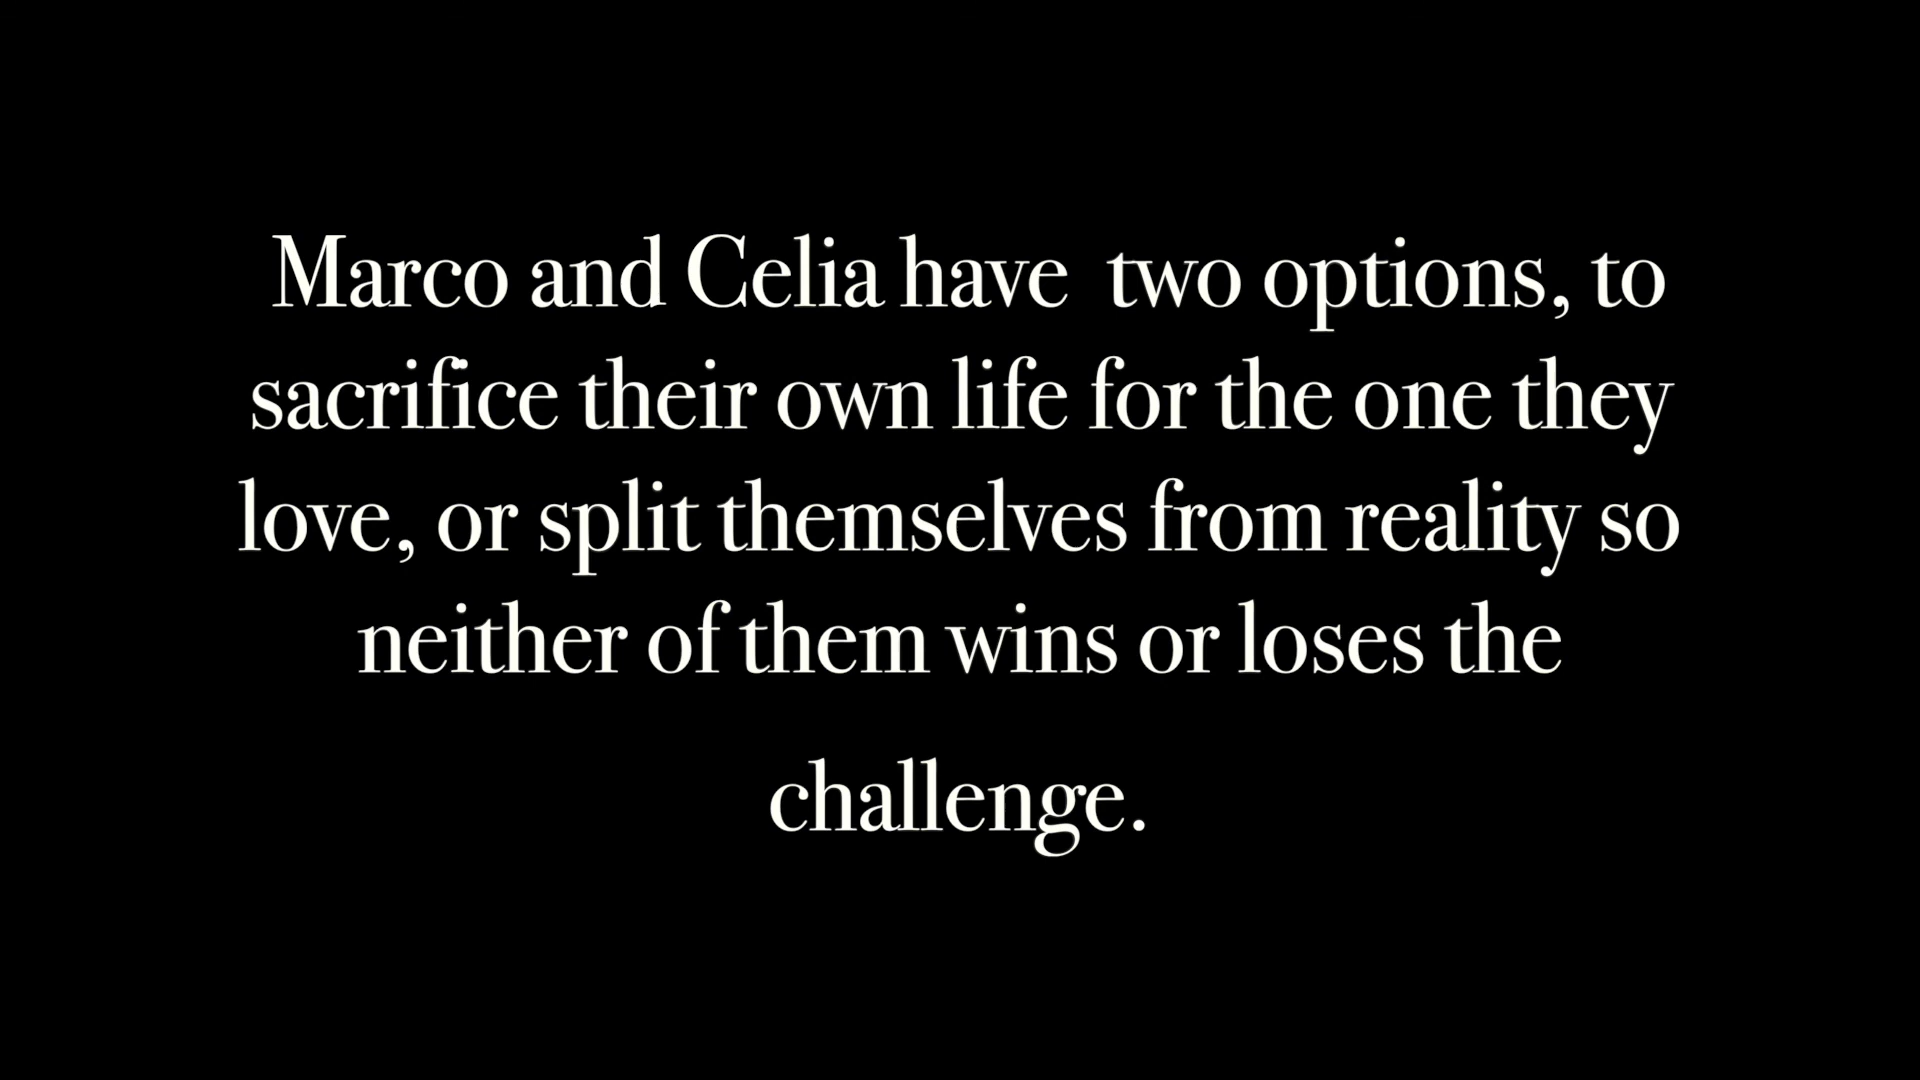 Marco and Celia have  two options, to
sacrifice their own life for the one they
love, or split themselves from reality so
neither of them wins or loses the
challenge.